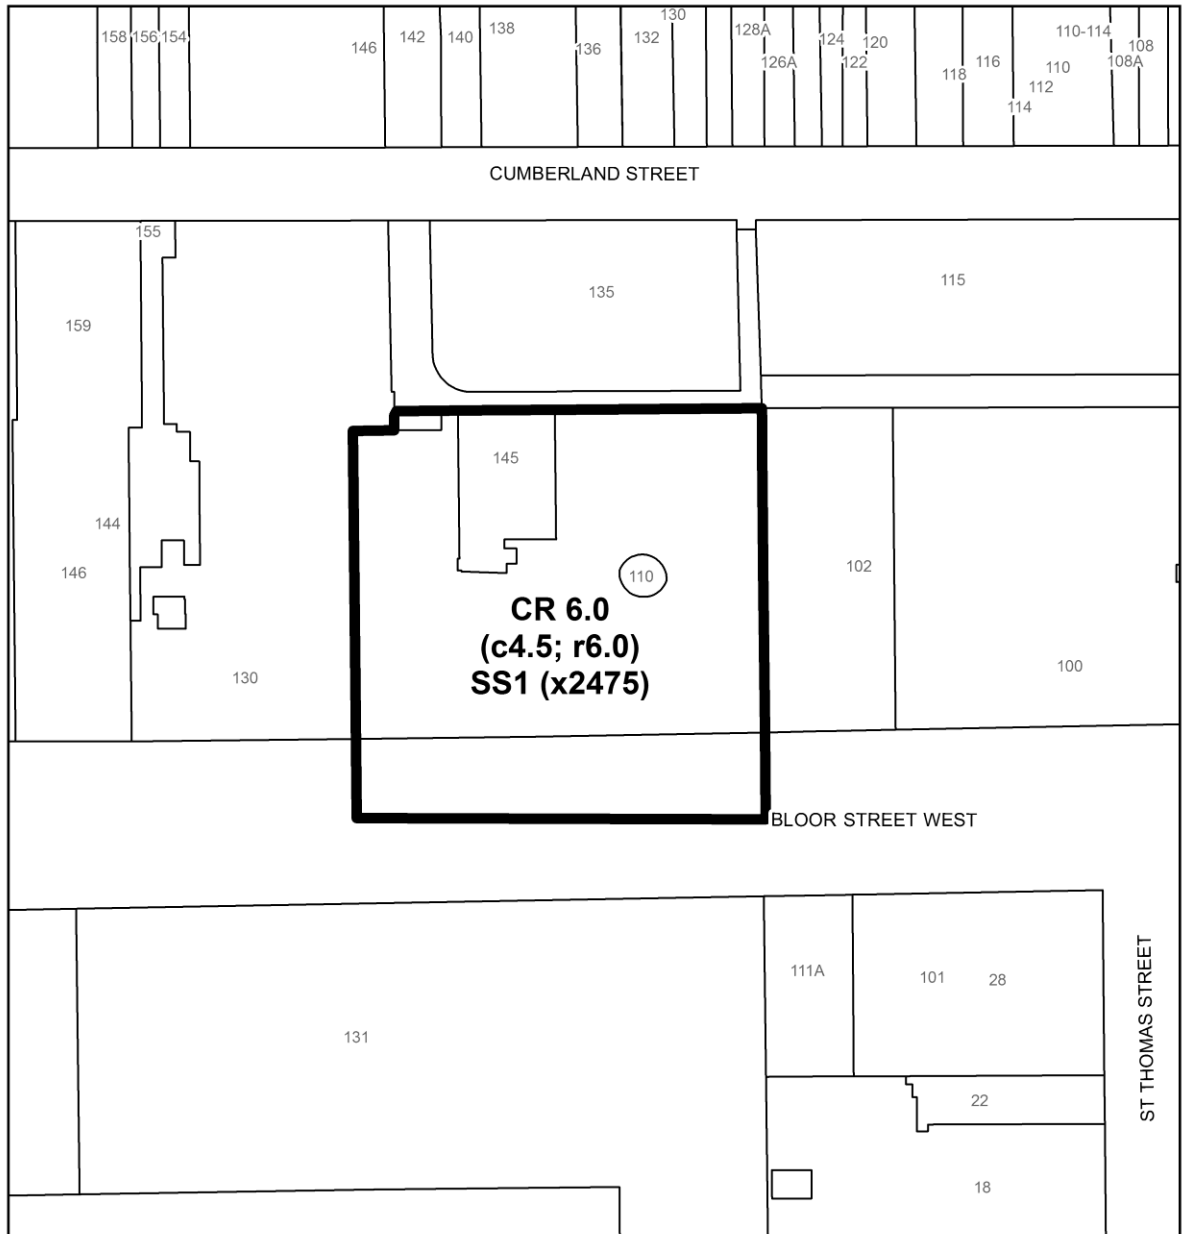 158 156 154 146 142 140 138 136 132 130 128A 126A 124 122 120 118 116 114 112 110 110-114 108A 108
CUMBERLAND STREET
155
159
135
115
145
144
146
110
102
CR 6.0
(c4.5; r6.0)
SS1 (x2475)
130
100
BLOOR STREET WEST
111A
101
28
131
ST THOMAS STREET
22
18